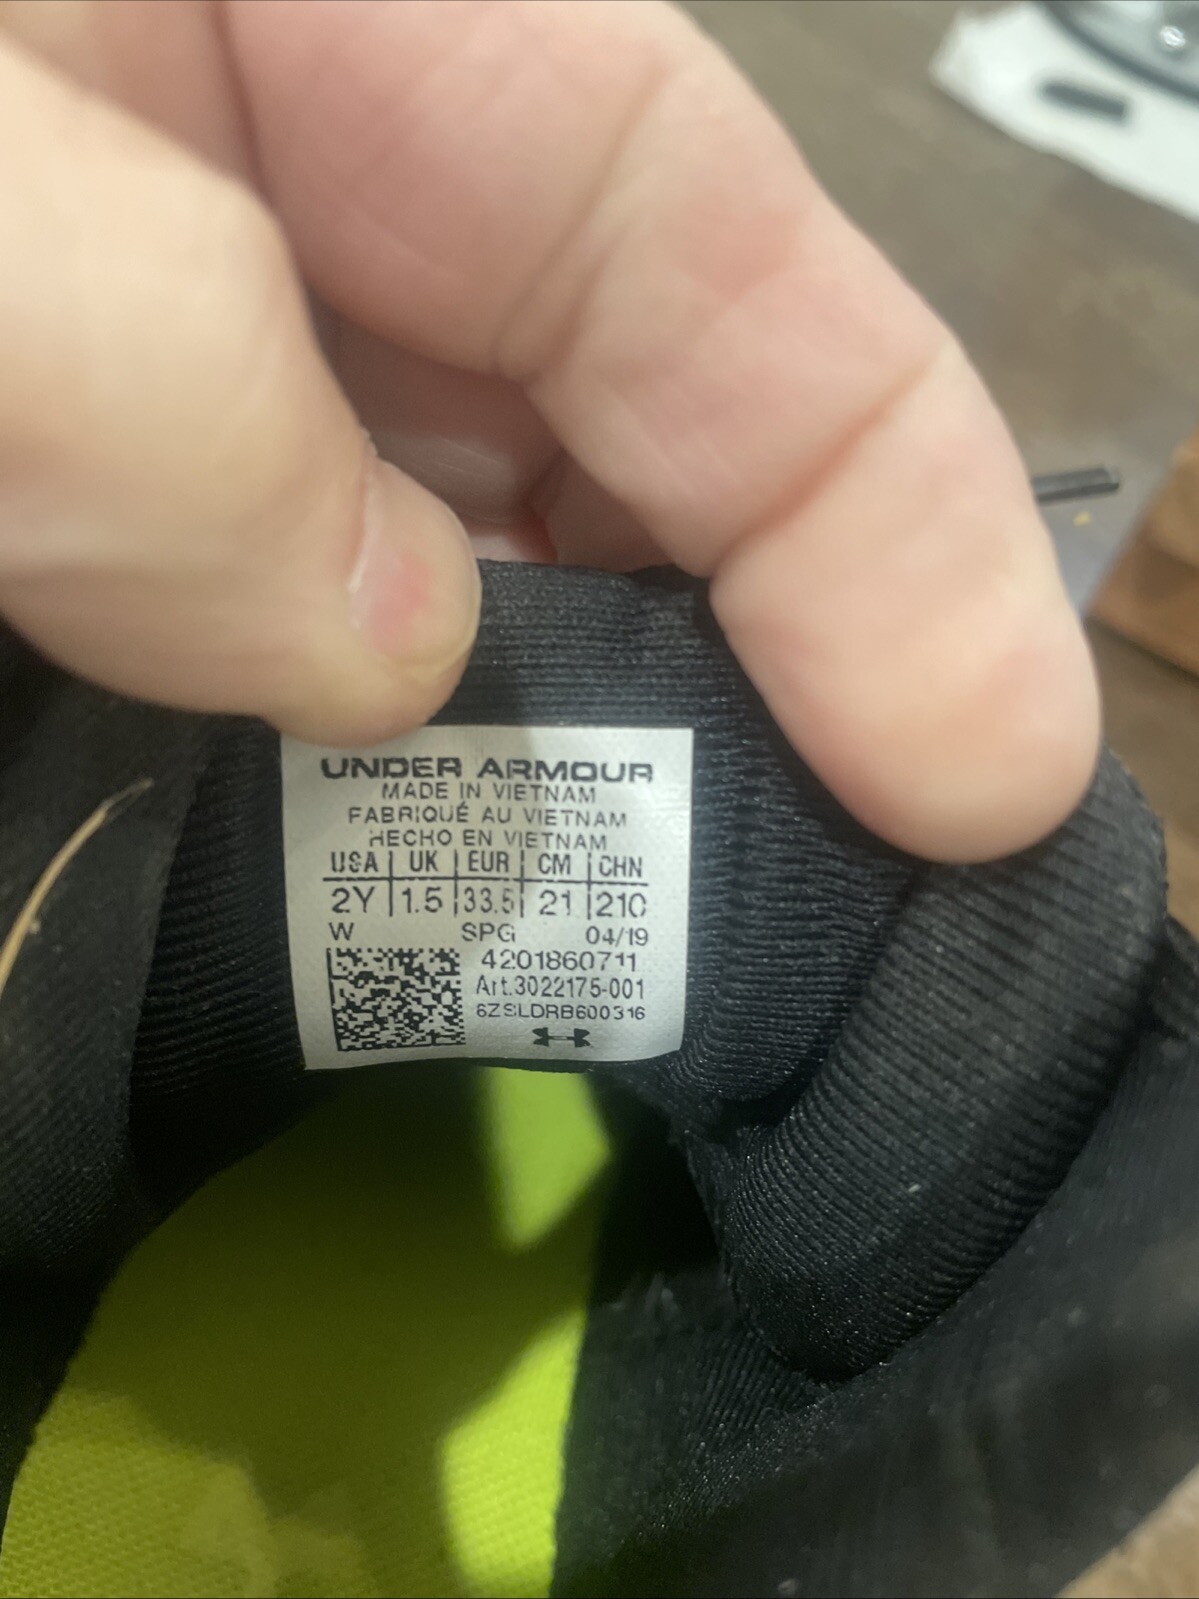 UNDER ARMOUR
MADE IN VIETNAM
FABRIQUÉ AU VIETNAM
HECHO EN VIETNAM
USA | UK | EUR | CM | CHN
2Y | 1.5 | 33.5 | 21 | 210
W SPG 04/19
4201860711
Art.3022175-001
6ZSLDRB600316